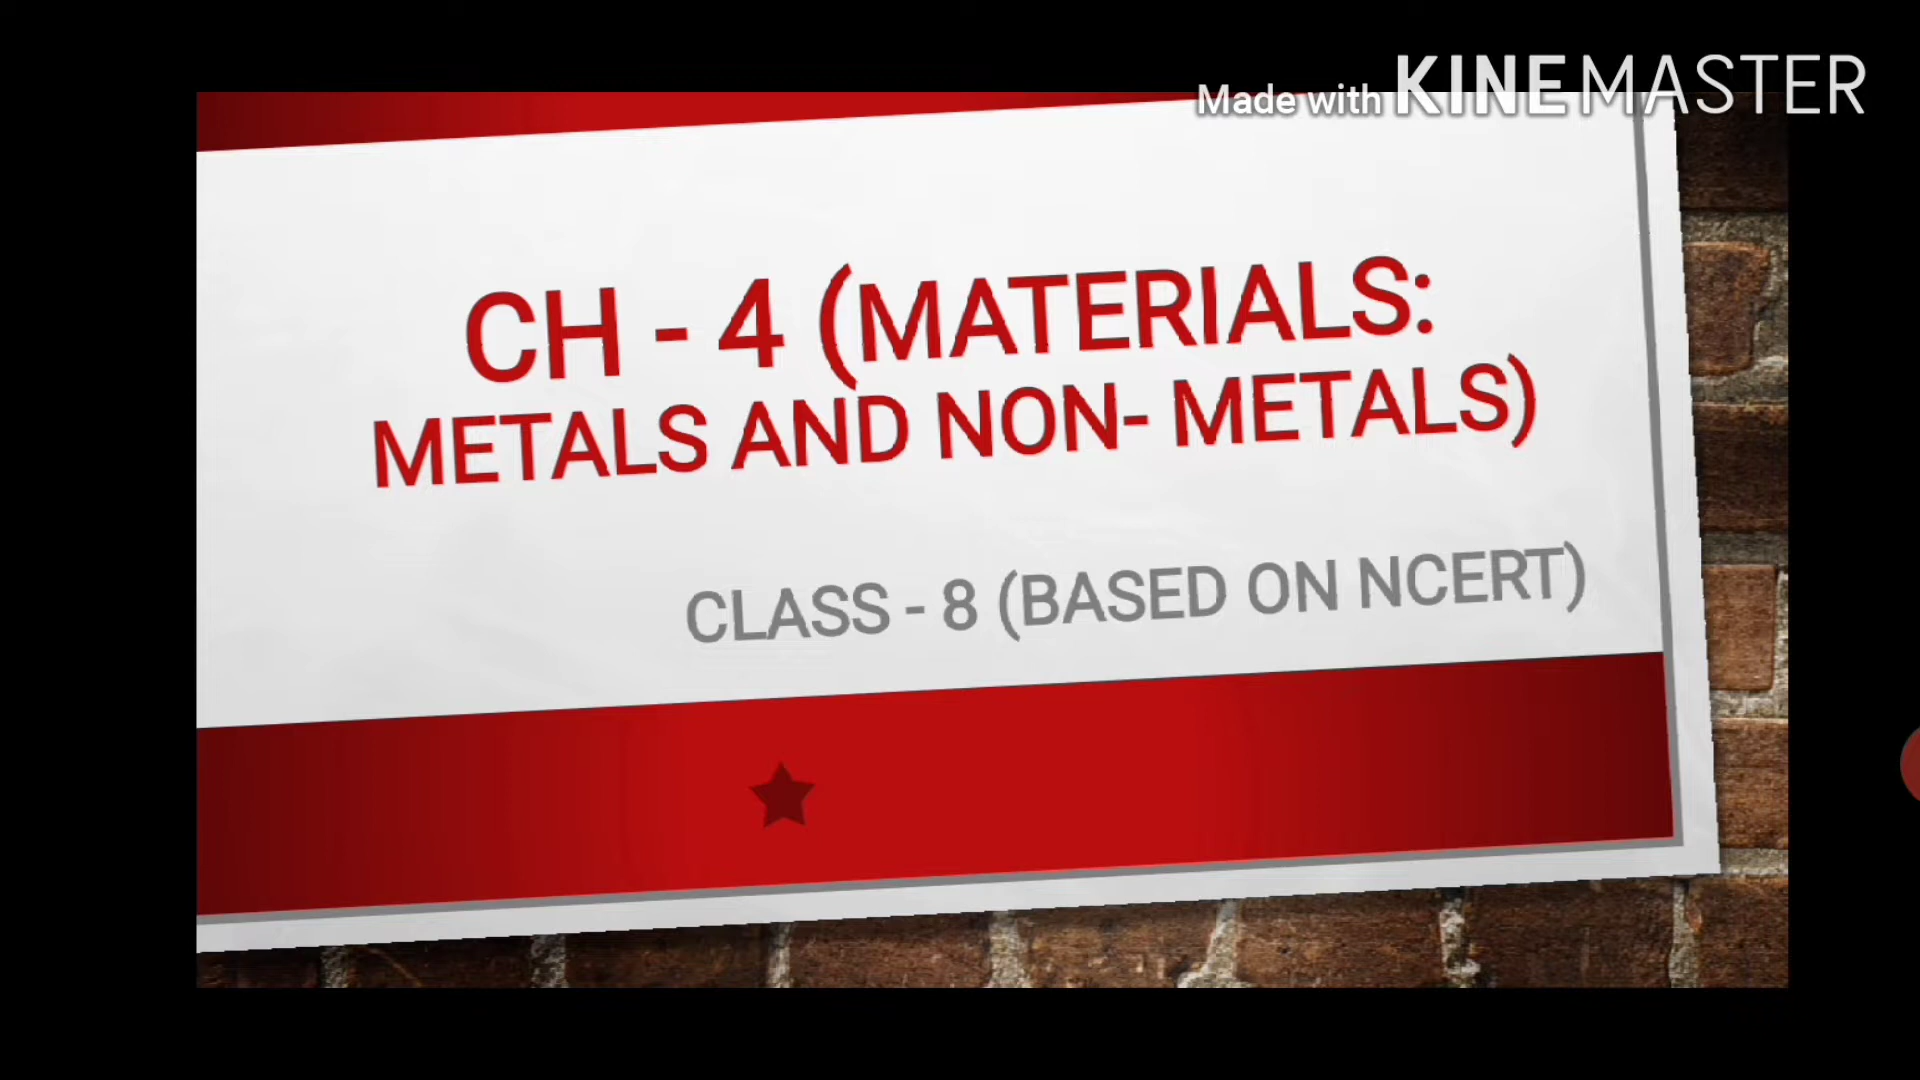 Made with KINEMASTER
CH - 4 (MATERIALS:
METALS AND NON- METALS)
CLASS - 8 (BASED ON NCERT)